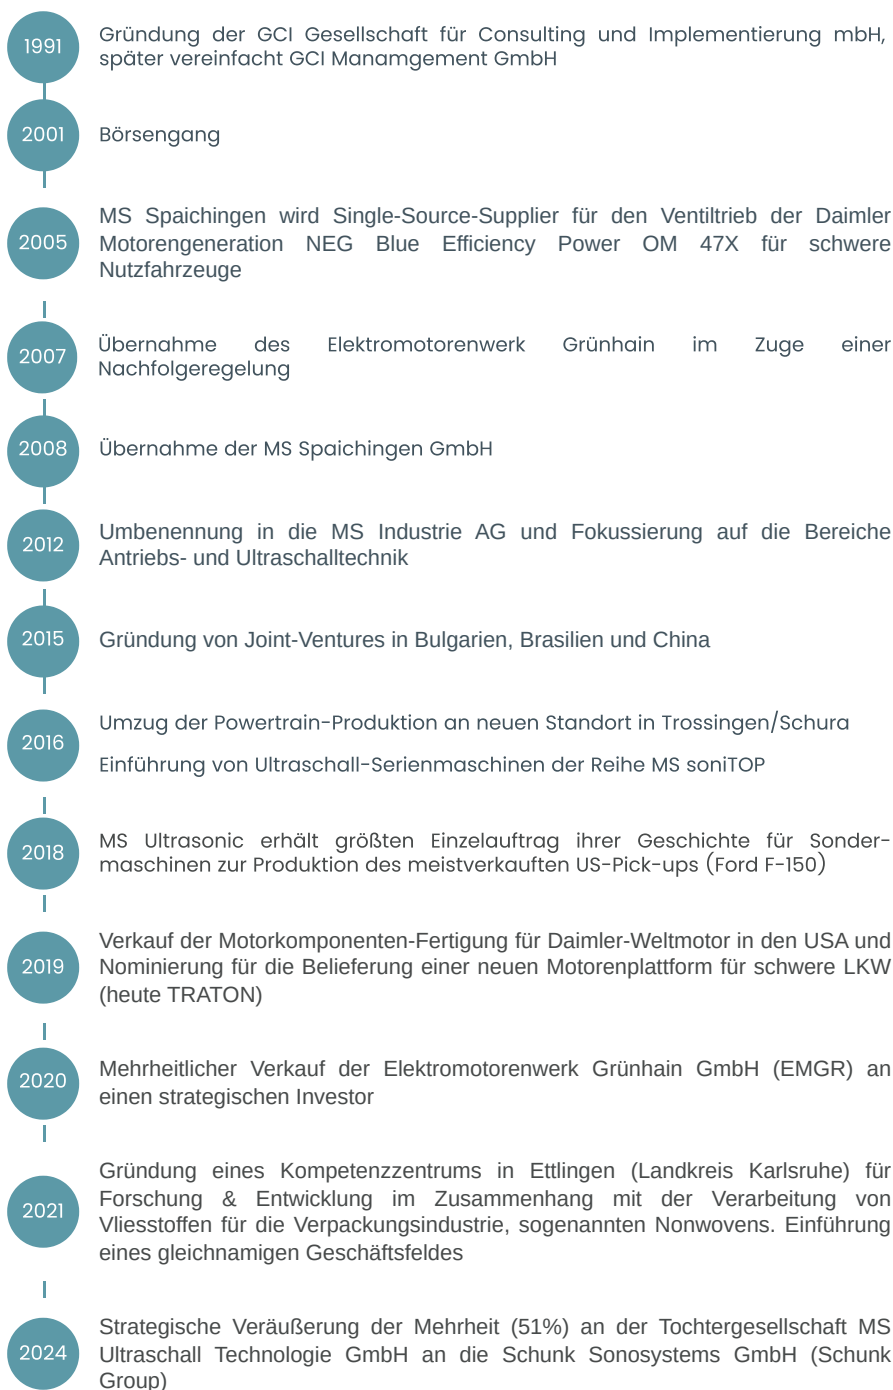 1991
Gründung der GCI Gesellschaft für Consulting und Implementierung mbH,
später vereinfacht GCI Manamgement GmbH
2001
Börsengang
2005
MS Spaichingen wird Single-Source-Supplier für den Ventiltrieb der Daimler
Motorengeneration NEG Blue Efficiency Power OM 47X für schwere
Nutzfahrzeuge
2007
Übernahme des Elektromotorenwerk Grünhain im Zuge einer
Nachfolgeregelung
2008
Übernahme der MS Spaichingen GmbH
2012
Umbenennung in die MS Industrie AG und Fokussierung auf die Bereiche
Antriebs- und Ultraschalltechnik
2015
Gründung von Joint-Ventures in Bulgarien, Brasilien und China
2016
Umzug der Powertrain-Produktion an neuen Standort in Trossingen/Schura
Einführung von Ultraschall-Serienmaschinen der Reihe MS soniTOP
2018
MS Ultrasonic erhält größten Einzelauftrag ihrer Geschichte für Sonder-
maschinen zur Produktion des meistverkauften US-Pick-ups (Ford F-150)
2019
Verkauf der Motorkomponenten-Fertigung für Daimler-Weltmotor in den USA und
Nominierung für die Belieferung einer neuen Motorenplattform für schwere LKW
(heute TRATON)
2020
Mehrheitlicher Verkauf der Elektromotorenwerk Grünhain GmbH (EMGR) an
einen strategischen Investor
2021
Gründung eines Kompetenzzentrums in Ettlingen (Landkreis Karlsruhe) für
Forschung & Entwicklung im Zusammenhang mit der Verarbeitung von
Vliesstoffen für die Verpackungsindustrie, sogenannten Nonwovens. Einführung
eines gleichnamigen Geschäftsfeldes
2024
Strategische Veräußerung der Mehrheit (51%) an der Tochtergesellschaft MS
Ultraschall Technologie GmbH an die Schunk Sonosystems GmbH (Schunk
Group)